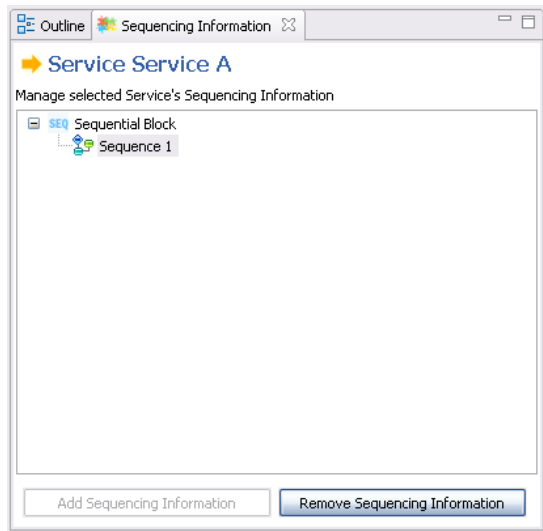 Outline Sequencing Information
Service Service A
Manage selected Service's Sequencing Information
SEQ Sequential Block
Sequence 1
Add Sequencing Information Remove Sequencing Information